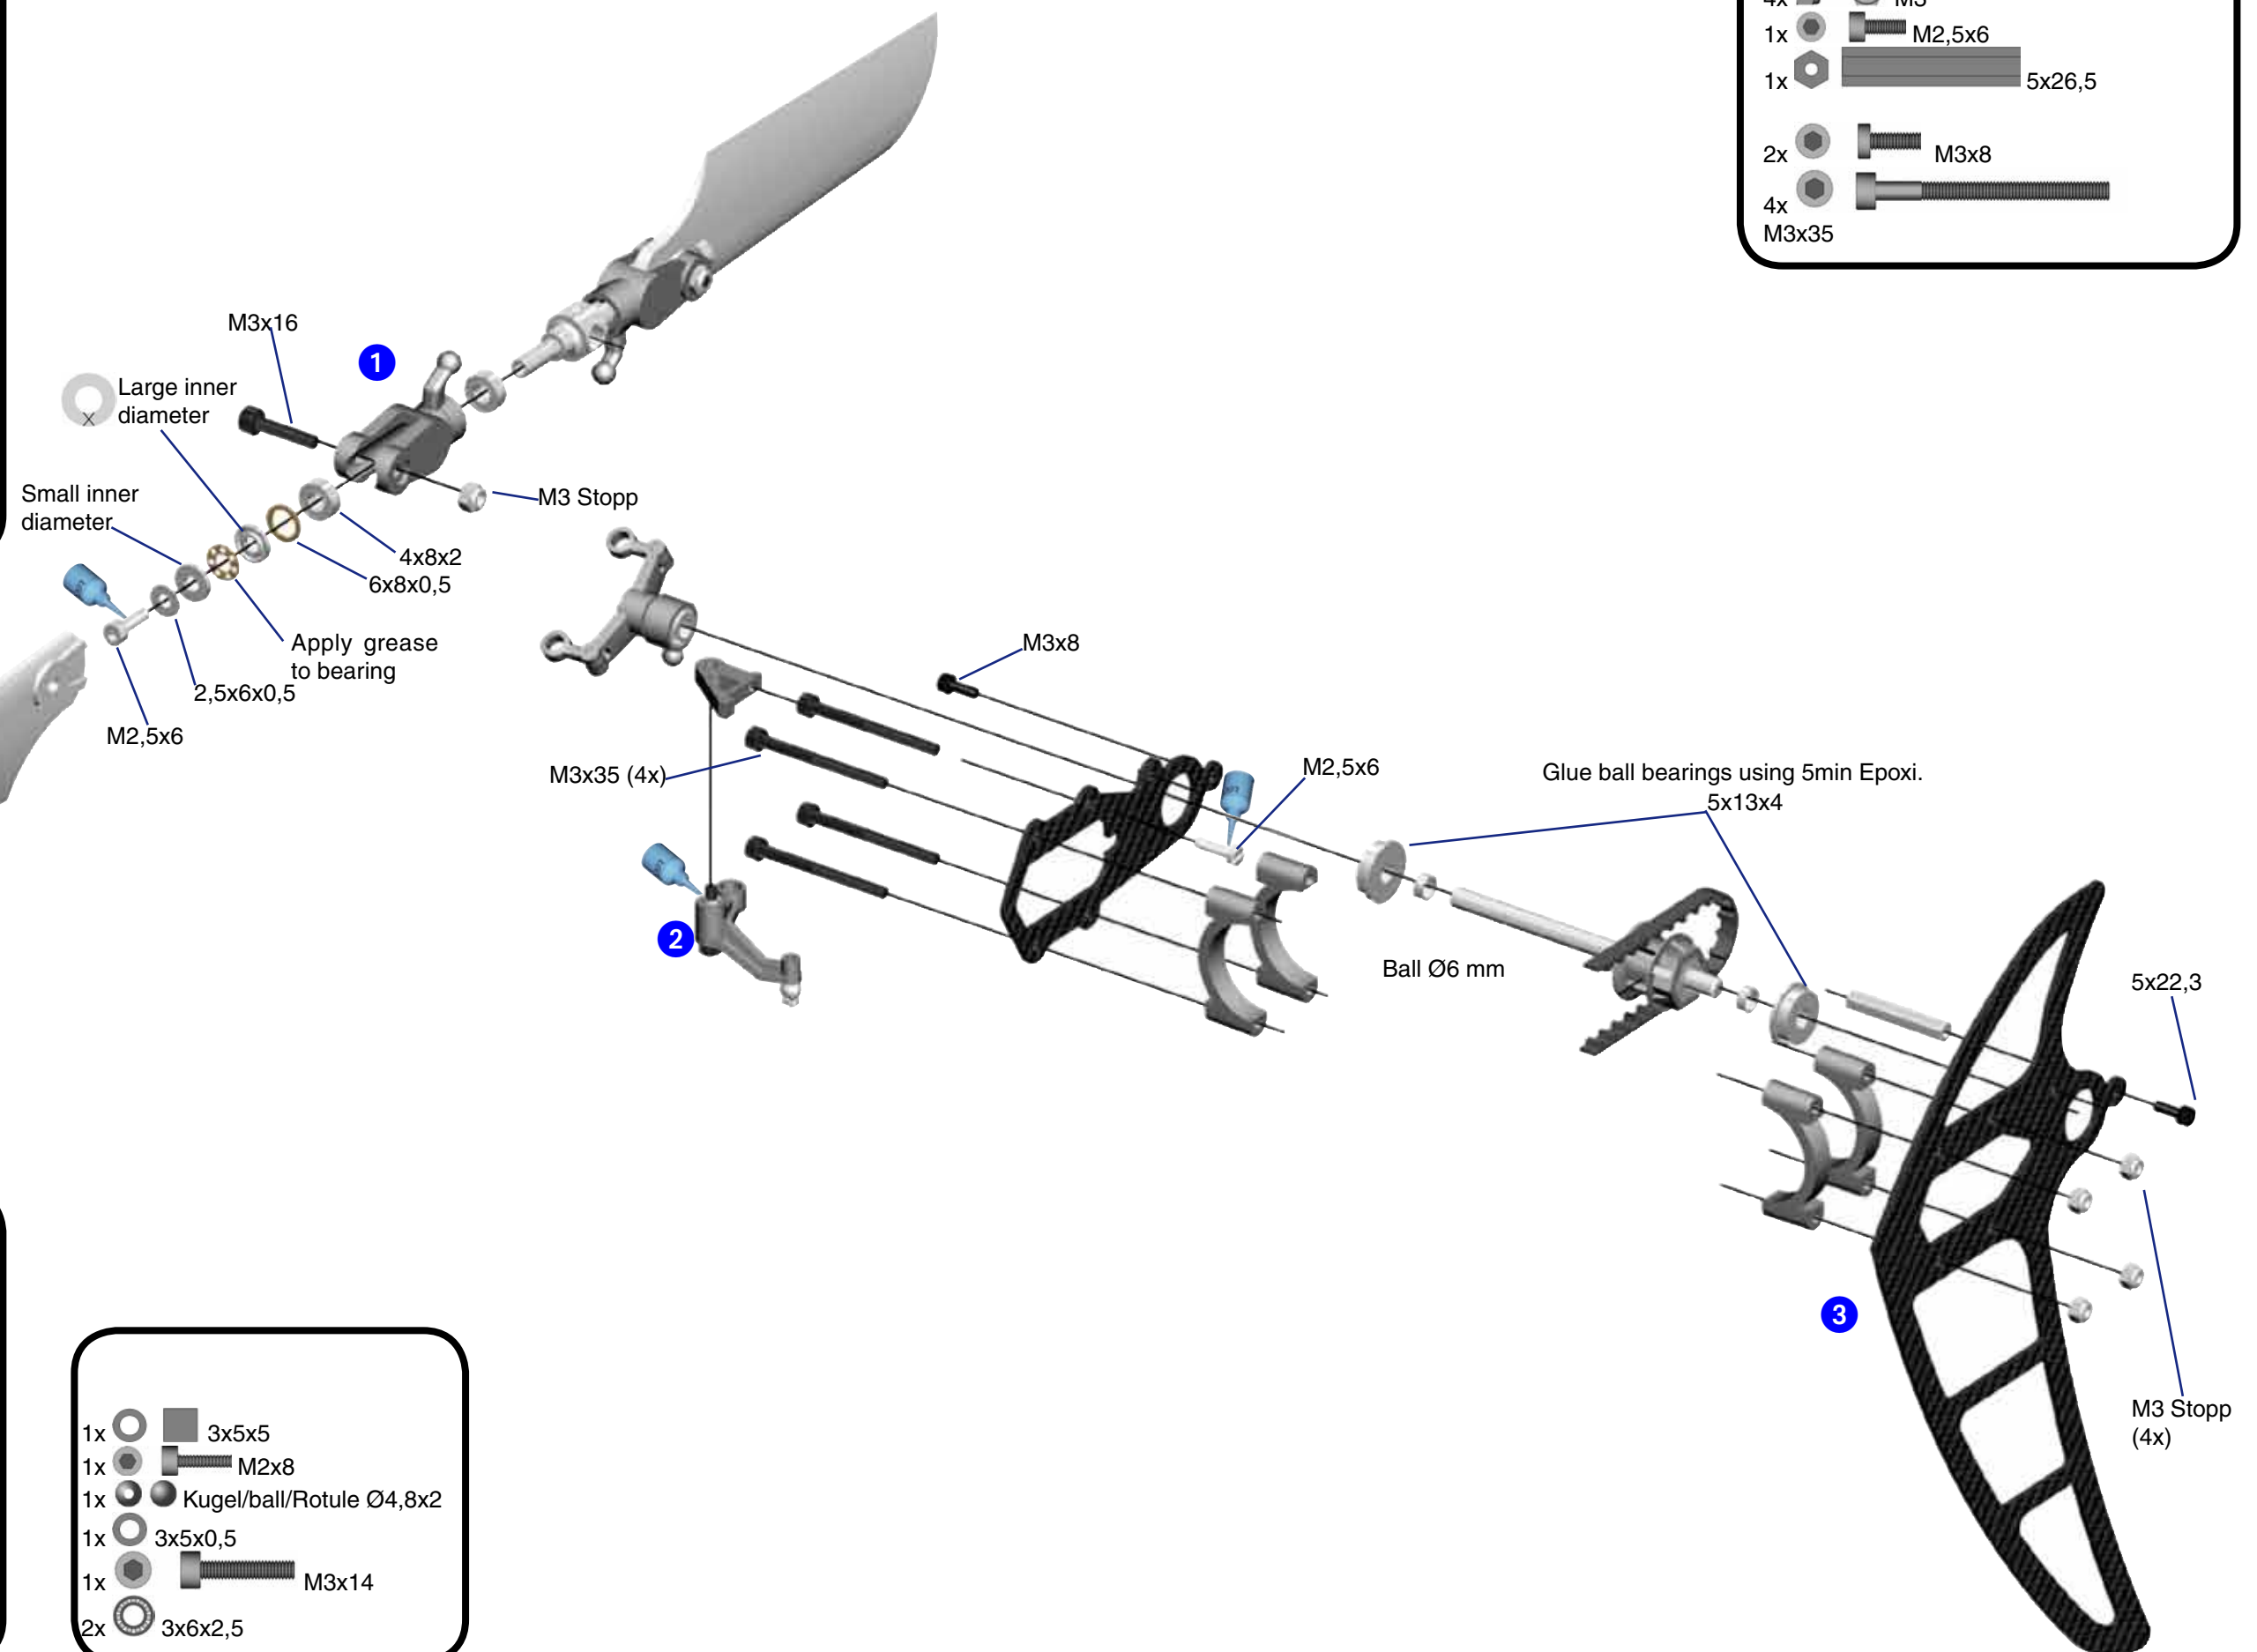 4x M3
1x M2,5x6
1x 5x26,5
2x M3x8
4x
M3x35
M3x16
1
Large inner
diameter
x
Small inner
diameter
M3 Stopp
4x8x2
6x8x0,5
Apply grease
to bearing
2,5x6x0,5
M2,5x6
M3x8
M3x35 (4x)
M2,5x6
Glue ball bearings using 5min Epoxi.
5x13x4
2
Ball Ø6 mm
5x22,3
3
M3 Stopp
(4x)
1x 3x5x5
1x M2x8
1x Kugel/ball/Rotule Ø4,8x2
1x 3x5x0,5
1x M3x14
2x 3x6x2,5